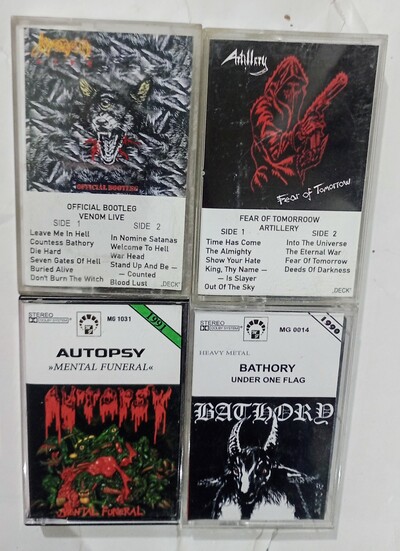 VENOM
OFFICIAL BOOTLEG
OFFICIAL BOOTLEG
VENOM LIVE
SIDE 1
Leave Me In Hell
Countess Bathory
Die Hard
Seven Gates Of Hell
Buried Alive
Don't Burn The Witch
SIDE 2
In Nomine Satanas
Welcome To Hell
War Head
Stand Up And Be —
— Counted
Blood Lust
„DECK"
Artillery
Fear of Tomorrow
FEAR OF TOMORROOW
ARTILLERY
SIDE 1
Time Has Come
The Almighty
Show Your Hate
King, Thy Name —
— Is Slayer
Out Of The Sky
SIDE 2
Into The Universe
The Eternal War
Fear Of Tomorrow
Deeds Of Darkness
„DECK"
STEREO
DOLBY SYSTEM
MG 1031
1991
AUTOPSY
»MENTAL FUNERAL«
AUTOPSY
MENTAL FUNERAL
STEREO
DOLBY SYSTEM
MG 0014
1990
HEAVY METAL
BATHORY
UNDER ONE FLAG
BATHORY